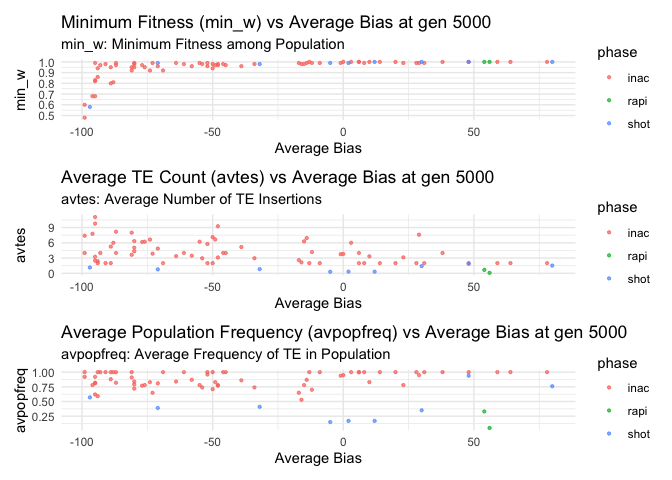 Minimum Fitness (min_w) vs Average Bias at gen 5000
min_w: Minimum Fitness among Population
phase
inac
rapi
shot
min_w
1.0
0.9
0.8
0.7
0.6
0.5
-100 -50 0 50
Average Bias
Average TE Count (avtes) vs Average Bias at gen 5000
avtes: Average Number of TE Insertions
phase
inac
rapi
shot
avtes
9
6
3
0
-100 -50 0 50
Average Bias
Average Population Frequency (avpopfreq) vs Average Bias at gen 5000
avpopfreq: Average Frequency of TE in Population
phase
inac
rapi
shot
avpopfreq
1.00
0.75
0.50
0.25
-100 -50 0 50
Average Bias